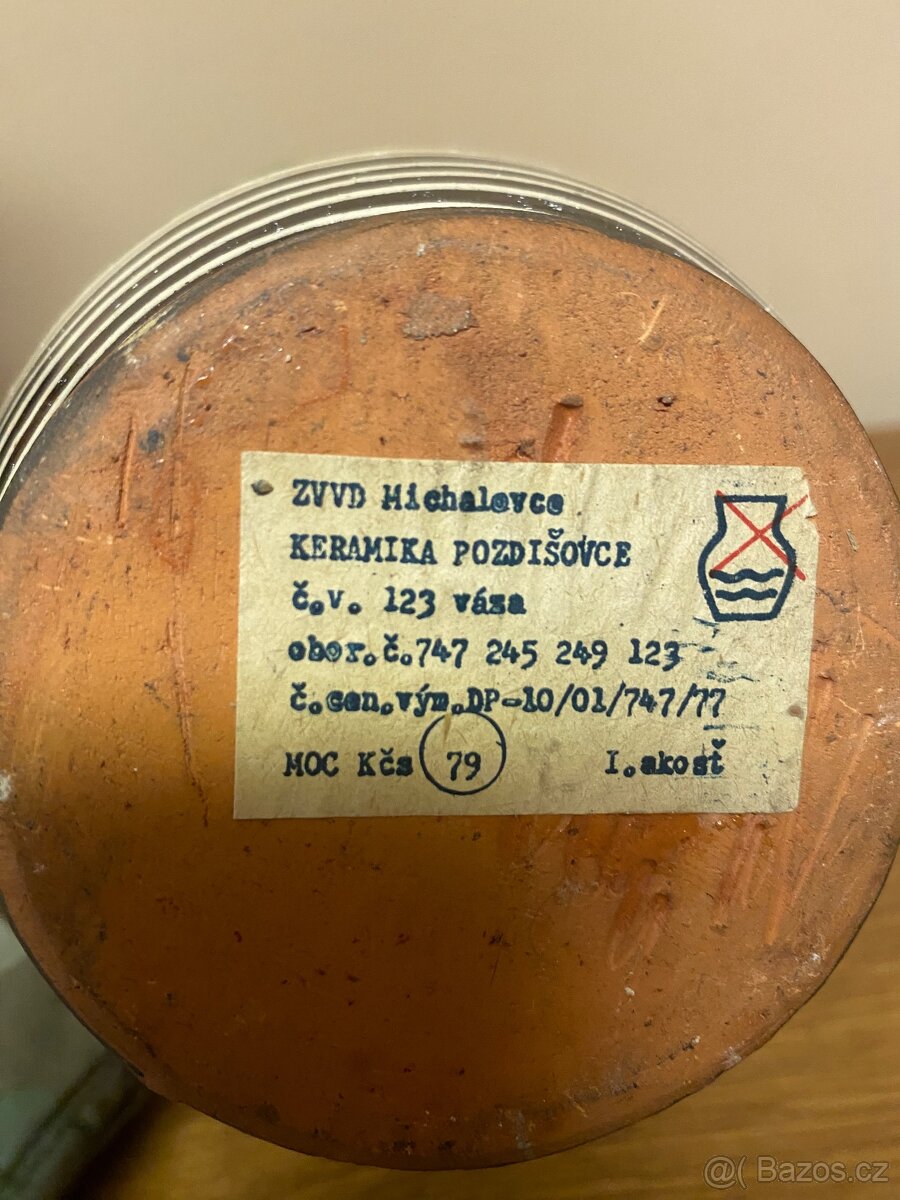 ZVVD Michalovce
KERAMIKA POZDIŠOVCE
č.v. 123 váza
obor.č.747 245 249 123
č.cen.vým.DP-10/01/747/77
MOC Kčs 79 I.akosť
@( Bazos.cz